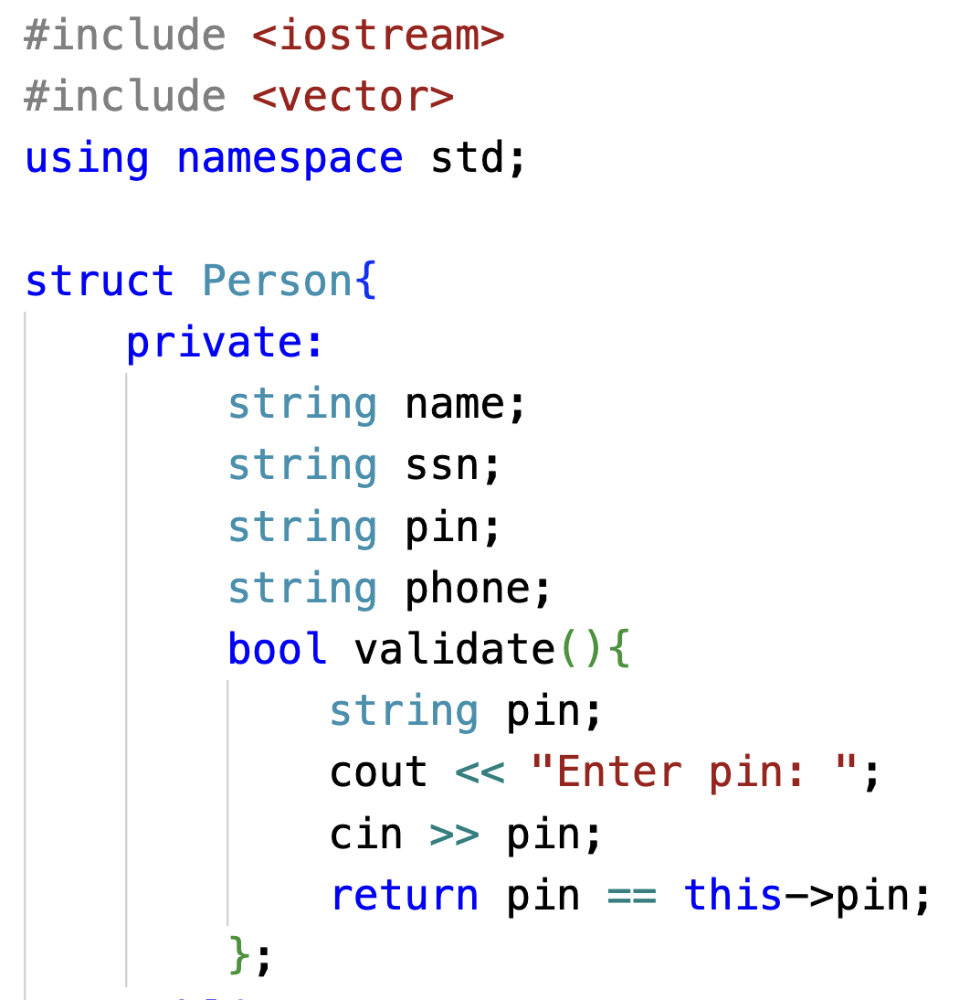 #include <iostream>
#include <vector>
using namespace std;

struct Person{
    private:
        string name;
        string ssn;
        string pin;
        string phone;
        bool validate(){
            string pin;
            cout << "Enter pin: ";
            cin >> pin;
            return pin == this->pin;
        };